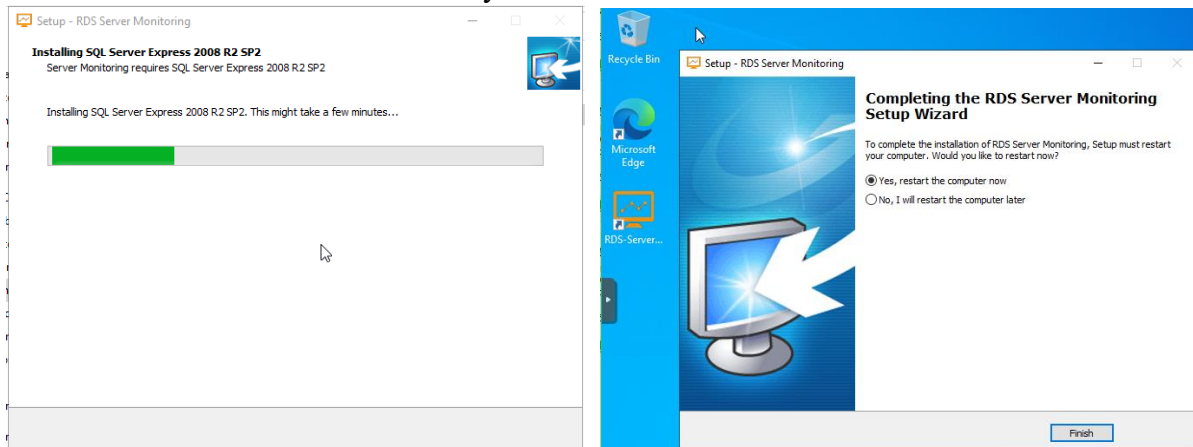 Setup - RDS Server Monitoring
Installing SQL Server Express 2008 R2 SP2
Server Monitoring requires SQL Server Express 2008 R2 SP2
Installing SQL Server Express 2008 R2 SP2. This might take a few minutes...
Recycle Bin
Microsoft
Edge
RDS-Server...
Setup - RDS Server Monitoring
Completing the RDS Server Monitoring
Setup Wizard
To complete the installation of RDS Server Monitoring, Setup must restart
your computer. Would you like to restart now?
Yes, restart the computer now
No, I will restart the computer later
Finish